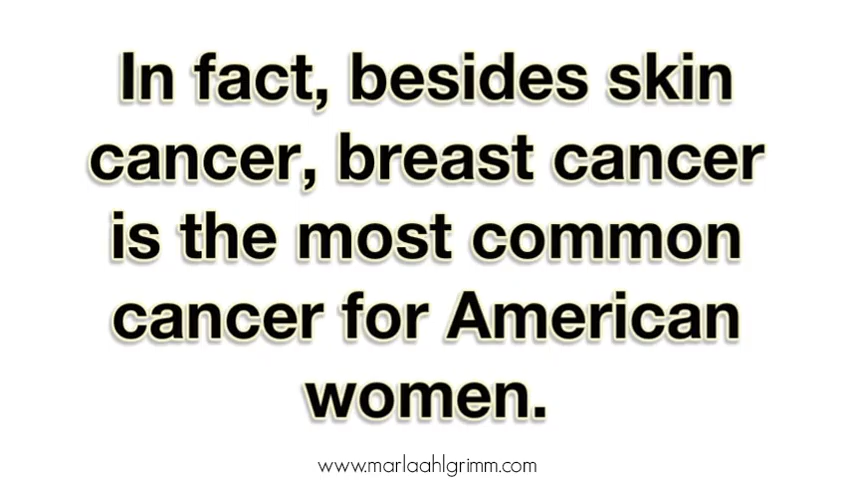 In fact, besides skin
cancer, breast cancer
is the most common
cancer for American
women.
www.marlaahlgrimm.com